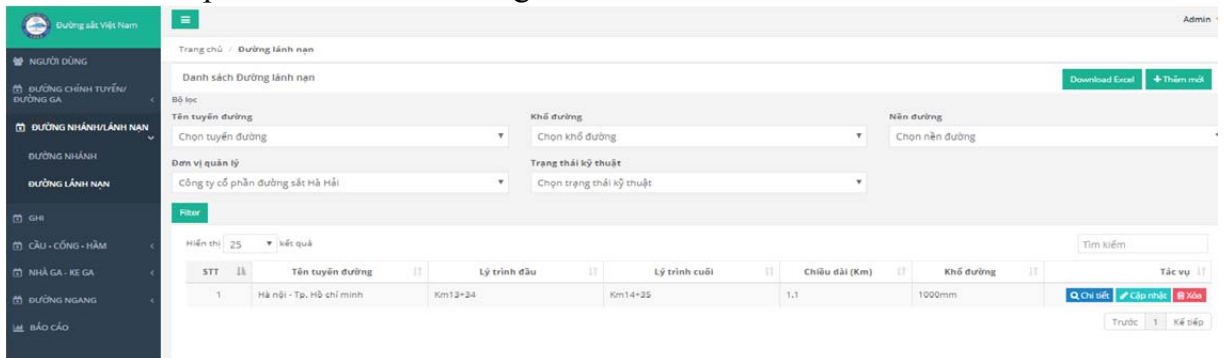 Đường sắt Việt Nam
Admin
Trang chủ / Đường lánh nạn
NGƯỜI DÙNG
ĐƯỜNG CHÍNH TUYẾN/
ĐƯỜNG GA
ĐƯỜNG NHÁNH/LÁNH NẠN
ĐƯỜNG NHÁNH
ĐƯỜNG LÁNH NẠN
GHI
CẦU - CỐNG - HẦM
NHÀ GA - KE GA
ĐƯỜNG NGANG
BÁO CÁO
Danh sách Đường lánh nạn
Download Excel
Thêm mới
Bộ lọc
Tên tuyến đường Khổ đường Nền đường
Chọn tuyến đường Chọn khổ đường Chọn nền đường
Đơn vị quản lý Trạng thái kỹ thuật
Công ty cổ phần đường sắt Hà Hải Chọn trạng thái kỹ thuật
Filter
Hiển thị 25 kết quả
Tìm kiếm
STT Tên tuyến đường Lý trình đầu Lý trình cuối Chiều dài (Km) Khổ đường Tác vụ
1 Hà nội - Tp. Hồ chí minh Km13+34 Km14+35 1.1 1000mm Chi tiết Cập nhật Xóa
Trước 1 Kế tiếp